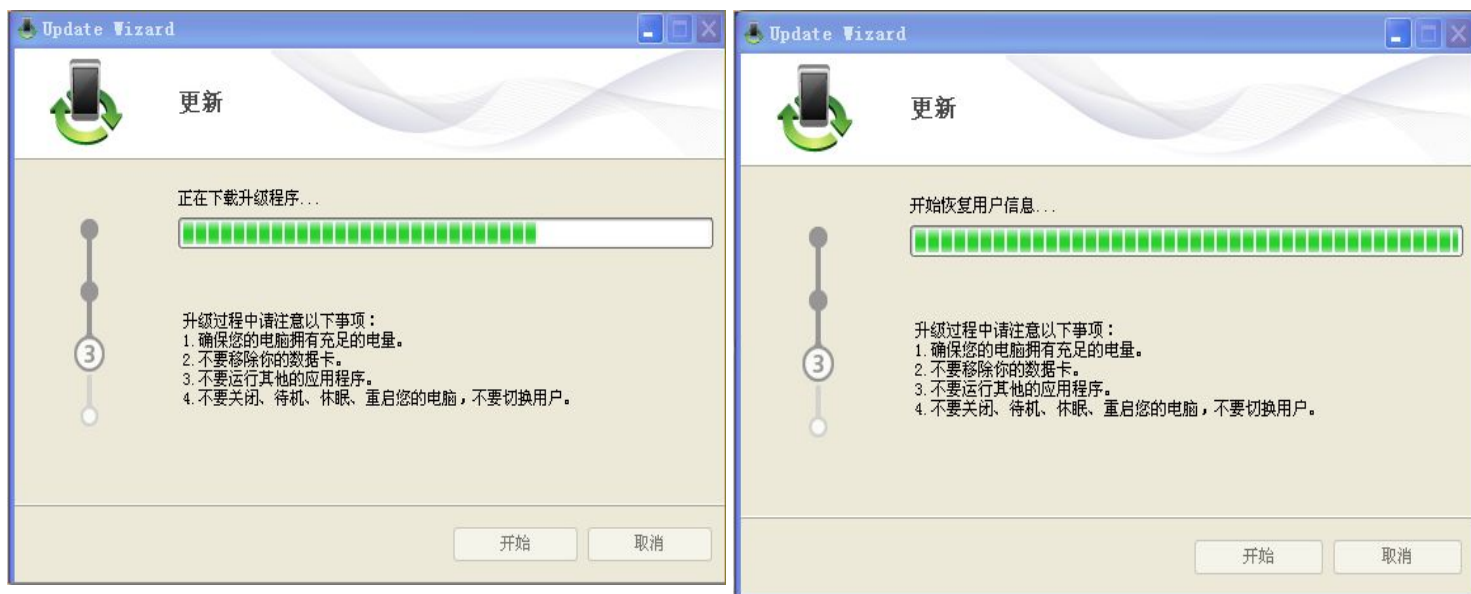 Update Wizard
更新
正在下载升级程序...
升级过程中请注意以下事项：
1.确保您的电脑拥有充足的电量。
2.不要移除你的数据卡。
3.不要运行其他的应用程序。
4.不要关闭、待机、休眠、重启您的电脑，不要切换用户。
3
开始
取消
Update Wizard
更新
开始恢复用户信息...
升级过程中请注意以下事项：
1.确保您的电脑拥有充足的电量。
2.不要移除你的数据卡。
3.不要运行其他的应用程序。
4.不要关闭、待机、休眠、重启您的电脑，不要切换用户。
3
开始
取消